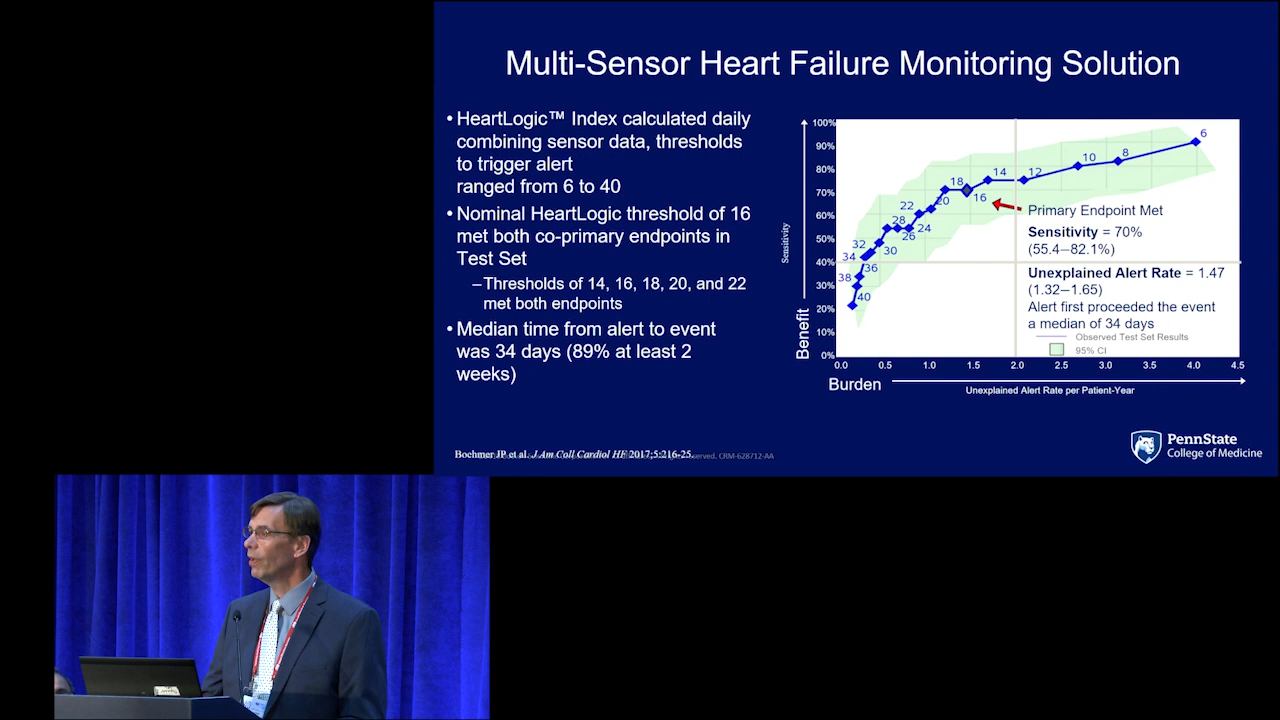 Multi-Sensor Heart Failure Monitoring Solution
• HeartLogic™ Index calculated daily
combining sensor data, thresholds
to trigger alert
ranged from 6 to 40
• Nominal HeartLogic threshold of 16
met both co-primary endpoints in
Test Set
–Thresholds of 14, 16, 18, 20, and 22
met both endpoints
• Median time from alert to event
was 34 days (89% at least 2
weeks)
Benefit
Sensitivity
100%
90%
80%
70%
60%
50%
40%
30%
20%
10%
0%
6
8
10
12
14
16
18
20
22
24
26
28
30
32
34
36
38
40
Primary Endpoint Met
Sensitivity = 70%
(55.4–82.1%)
Unexplained Alert Rate = 1.47
(1.32–1.65)
Alert first proceeded the event
a median of 34 days
Observed Test Set Results
95% CI
0.0 0.5 1.0 1.5 2.0 2.5 3.0 3.5 4.0 4.5
Burden
Unexplained Alert Rate per Patient-Year
Boehmer JP, et al. J Am Coll Cardiol HF 2017;5:216-25.
reserved. CRM-628712-AA
PennState
College of Medicine